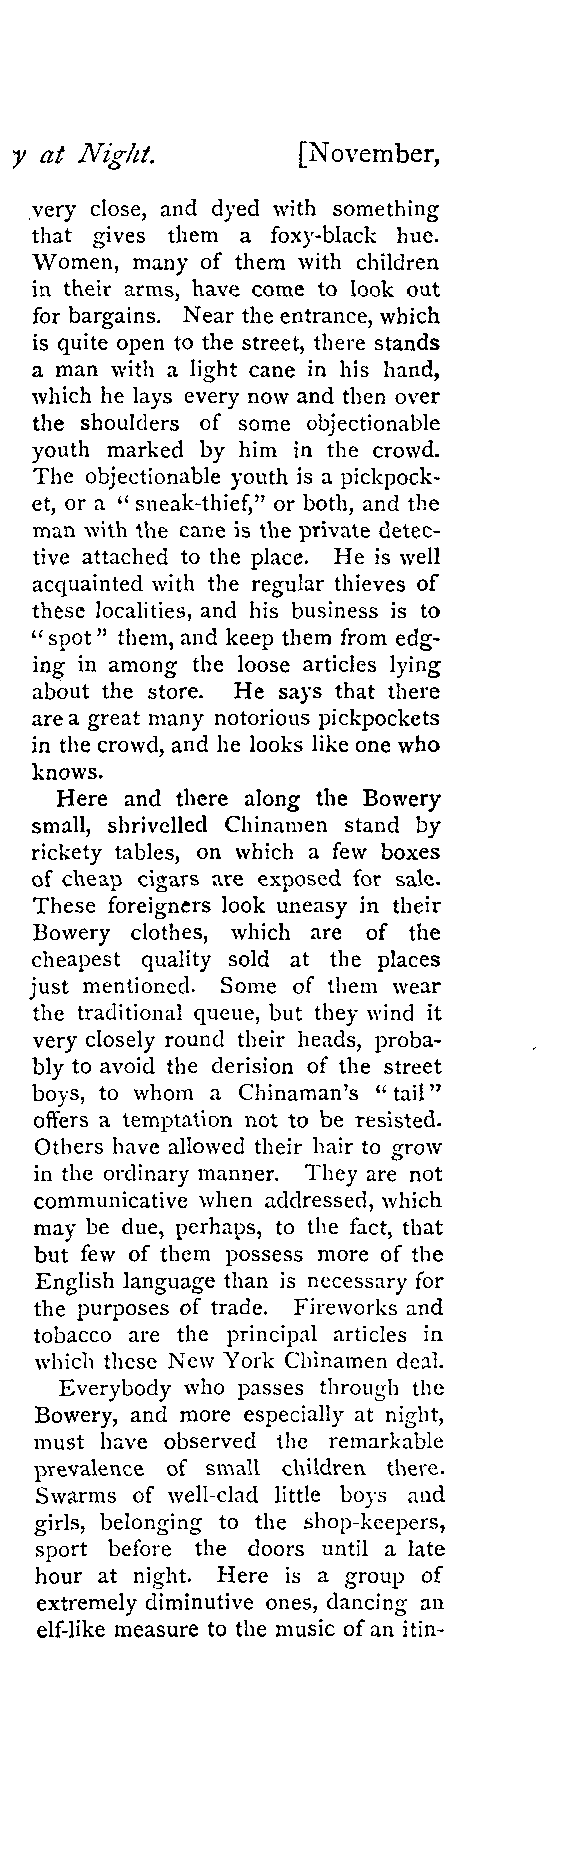 y at Night. [November,
very close, and dyed with something
that gives them a foxy-black hue.
Women, many of them with children
in their arms, have come to look out
for bargains. Near the entrance, which
is quite open to the street, there stands
a man with a light cane in his hand,
which he lays every now and then over
the shoulders of some objectionable
youth marked by him in the crowd.
The objectionable youth is a pickpock-
et, or a “ sneak-thief,” or both, and the
man with the cane is the private detec-
tive attached to the place. He is well
acquainted with the regular thieves of
these localities, and his business is to
“ spot ” them, and keep them from edg-
ing in among the loose articles lying
about the store. He says that there
are a great many notorious pickpockets
in the crowd, and he looks like one who
knows.
Here and there along the Bowery
small, shrivelled Chinamen stand by
rickety tables, on which a few boxes
of cheap cigars are exposed for sale.
These foreigners look uneasy in their
Bowery clothes, which are of the
cheapest quality sold at the places
just mentioned. Some of them wear
the traditional queue, but they wind it
very closely round their heads, proba-
bly to avoid the derision of the street
boys, to whom a Chinaman's “ tail ”
offers a temptation not to be resisted.
Others have allowed their hair to grow
in the ordinary manner. They are not
communicative when addressed, which
may be due, perhaps, to the fact, that
but few of them possess more of the
English language than is necessary for
the purposes of trade. Fireworks and
tobacco are the principal articles in
which these New York Chinamen deal.
Everybody who passes through the
Bowery, and more especially at night,
must have observed the remarkable
prevalence of small children there.
Swarms of well-clad little boys and
girls, belonging to the shop-keepers,
sport before the doors until a late
hour at night. Here is a group of
extremely diminutive ones, dancing an
elf-like measure to the music of an itin-